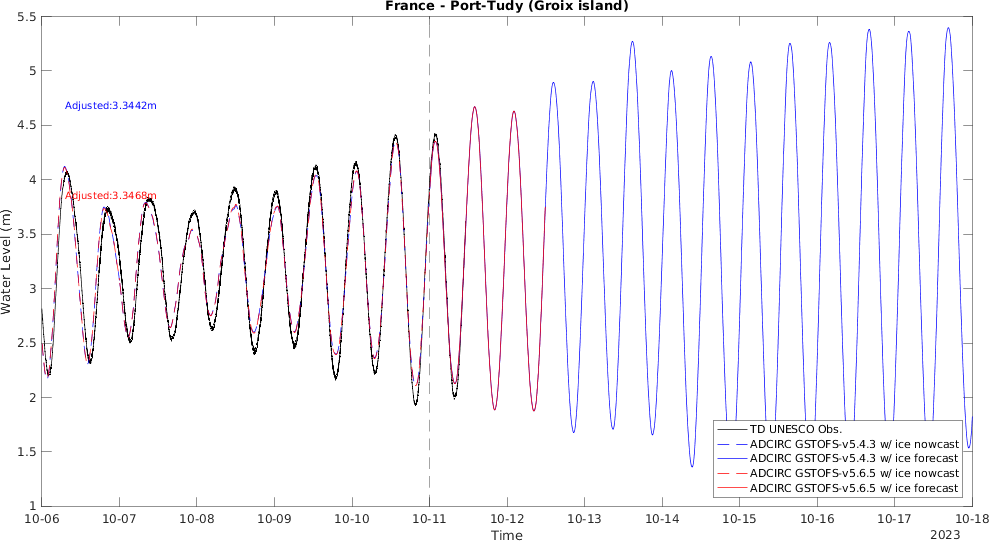 France - Port-Tudy (Groix island)
5.5
5
4.5
4
3.5
3
2.5
2
1.5
1
Water Level (m)
Adjusted:3.3442m
Adjusted:3.3468m
TD UNESCO Obs.
ADCIRC GSTOFS-v5.4.3 w/ ice nowcast
ADCIRC GSTOFS-v5.4.3 w/ ice forecast
ADCIRC GSTOFS-v5.6.5 w/ ice nowcast
ADCIRC GSTOFS-v5.6.5 w/ ice forecast
10-06 10-07 10-08 10-09 10-10 10-11 10-12 10-13 10-14 10-15 10-16 10-17 10-18
Time
2023